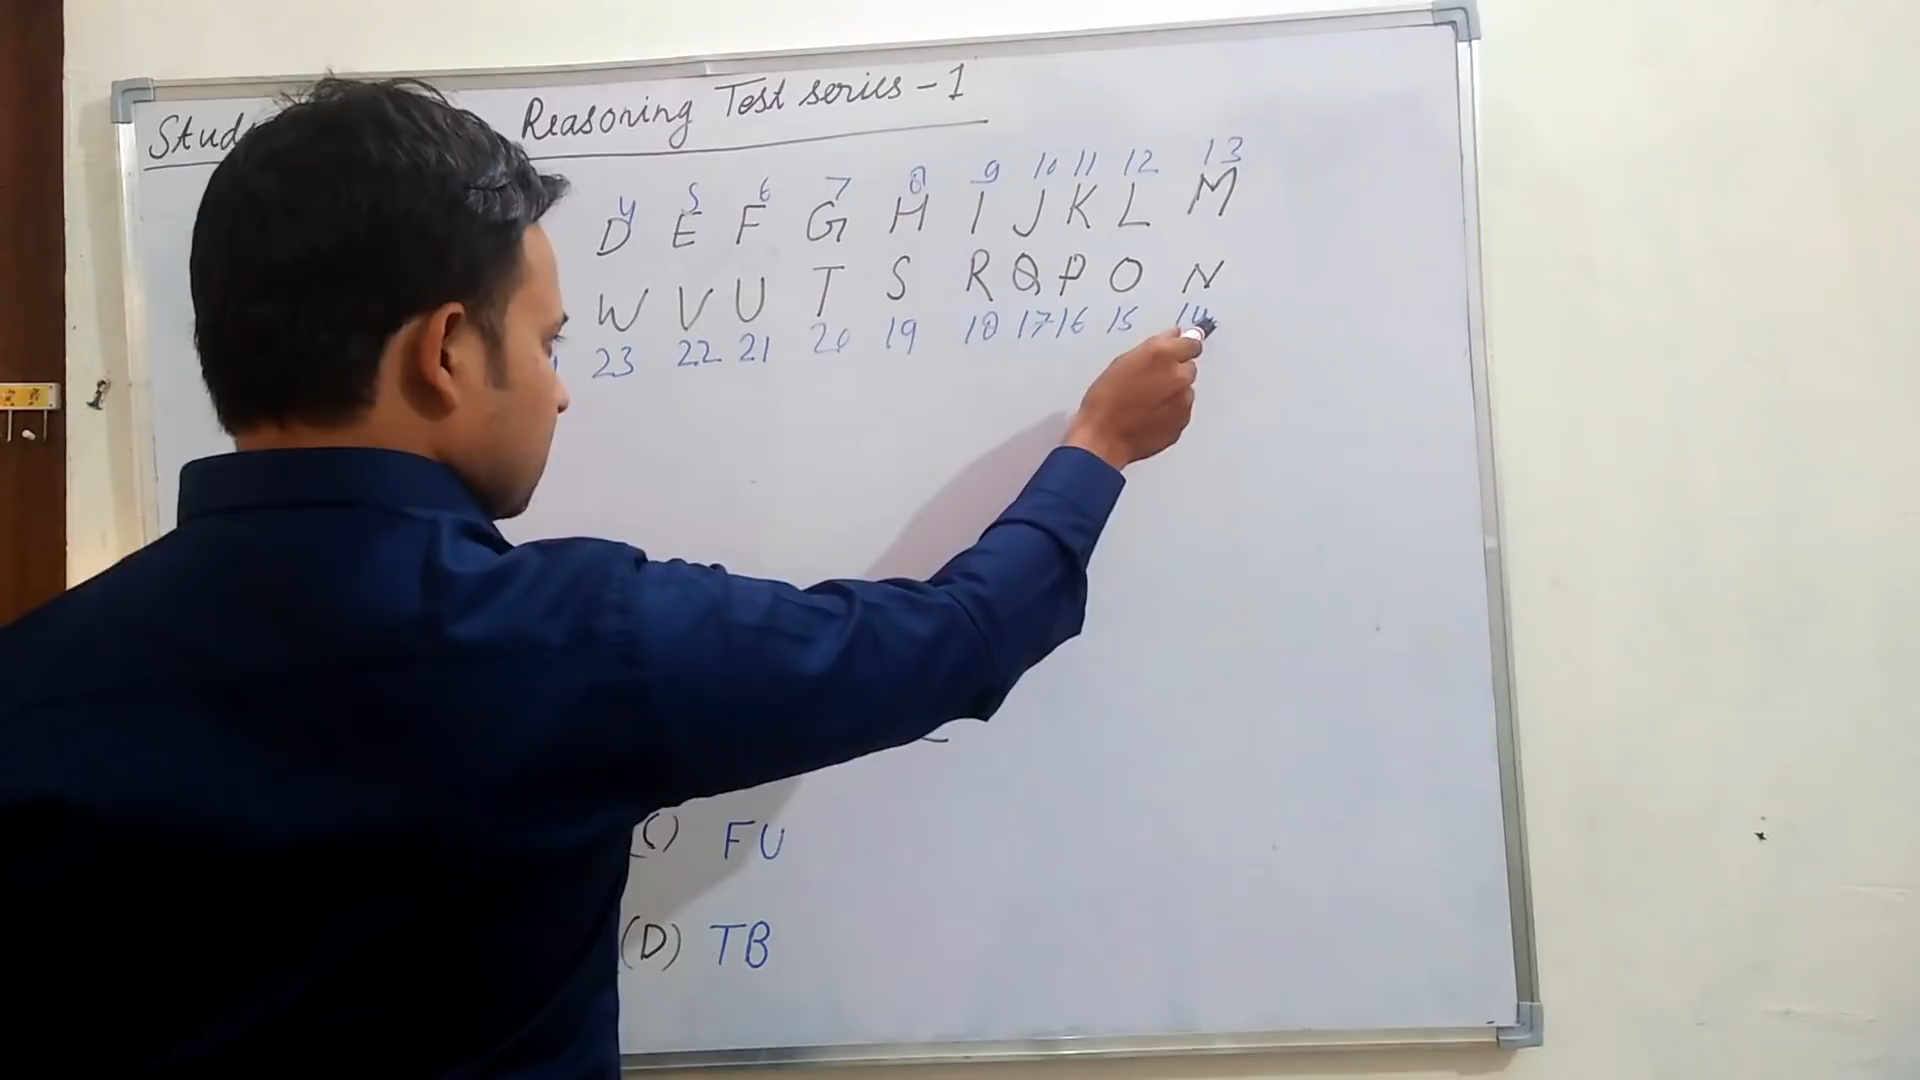 Reasoning Test series - 1
4 5 6 7 8 9 10 11 12 13
D E F G H I J K L M
W V U T S R Q P O N
23 22 21 20 19 18 17 16 15 14
(C) FU
(D) TB